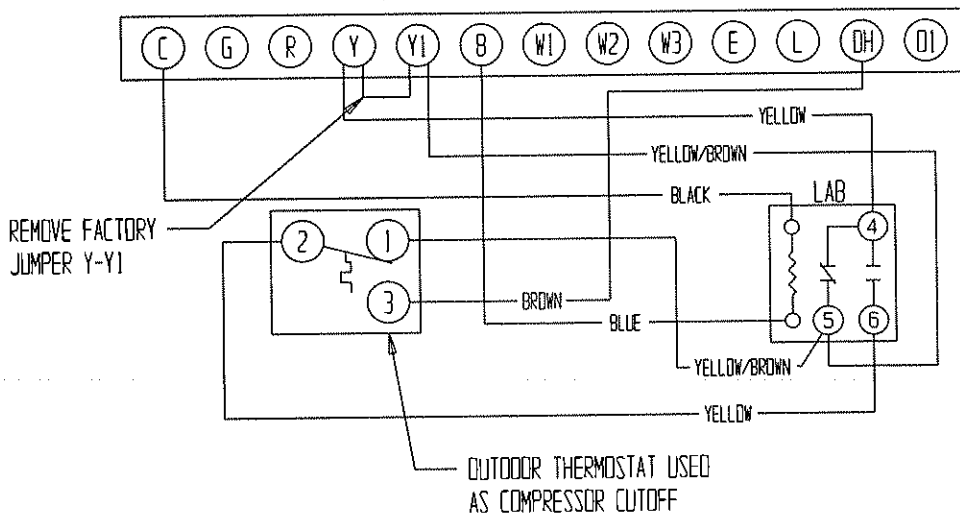 C G R Y Y1 B W1 W2 W3 E L DH O1
YELLOW
YELLOW/BROWN
BLACK
LAB
REMOVE FACTORY
JUMPER Y-Y1
2 1
4
3
BROWN
BLUE
5 6
YELLOW/BROWN
YELLOW
OUTDOOR THERMOSTAT USED
AS COMPRESSOR CUTOFF